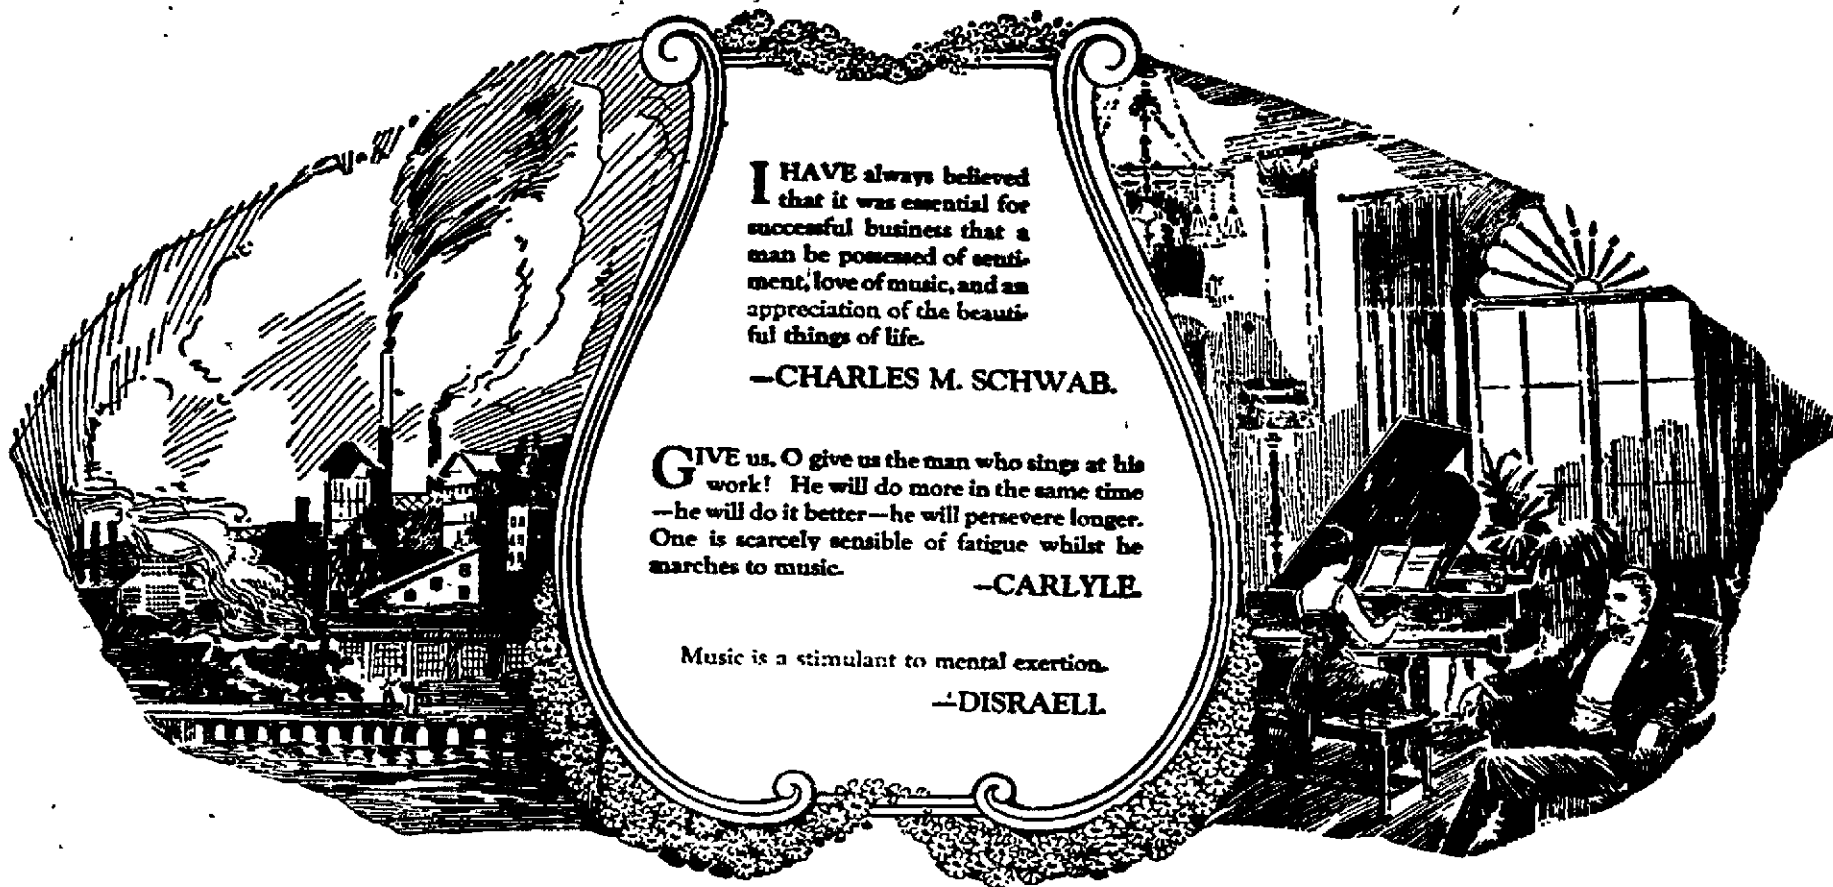 I HAVE always believed
that it was essential for
successful business that a
man be possessed of senti-
ment, love of music, and an
appreciation of the beauti-
ful things of life.
—CHARLES M. SCHWAB.
GIVE us, O give us the man who sings at his
work! He will do more in the same time
—he will do it better—he will persevere longer.
One is scarcely sensible of fatigue whilst he
marches to music.
—CARLYLE.
Music is a stimulant to mental exertion.
—DISRAELI.